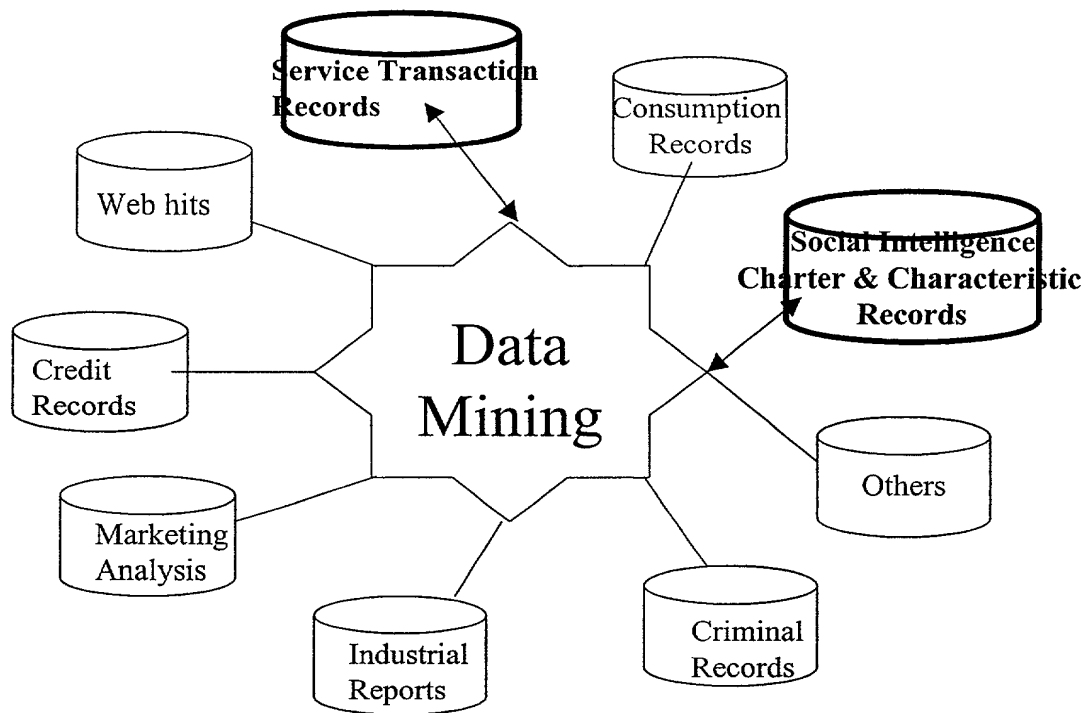 Service Transaction
Records
Consumption
Records
Web hits
Social Intelligence
Charter & Characteristic
Records
Data
Mining
Credit
Records
Others
Marketing
Analysis
Industrial
Reports
Criminal
Records